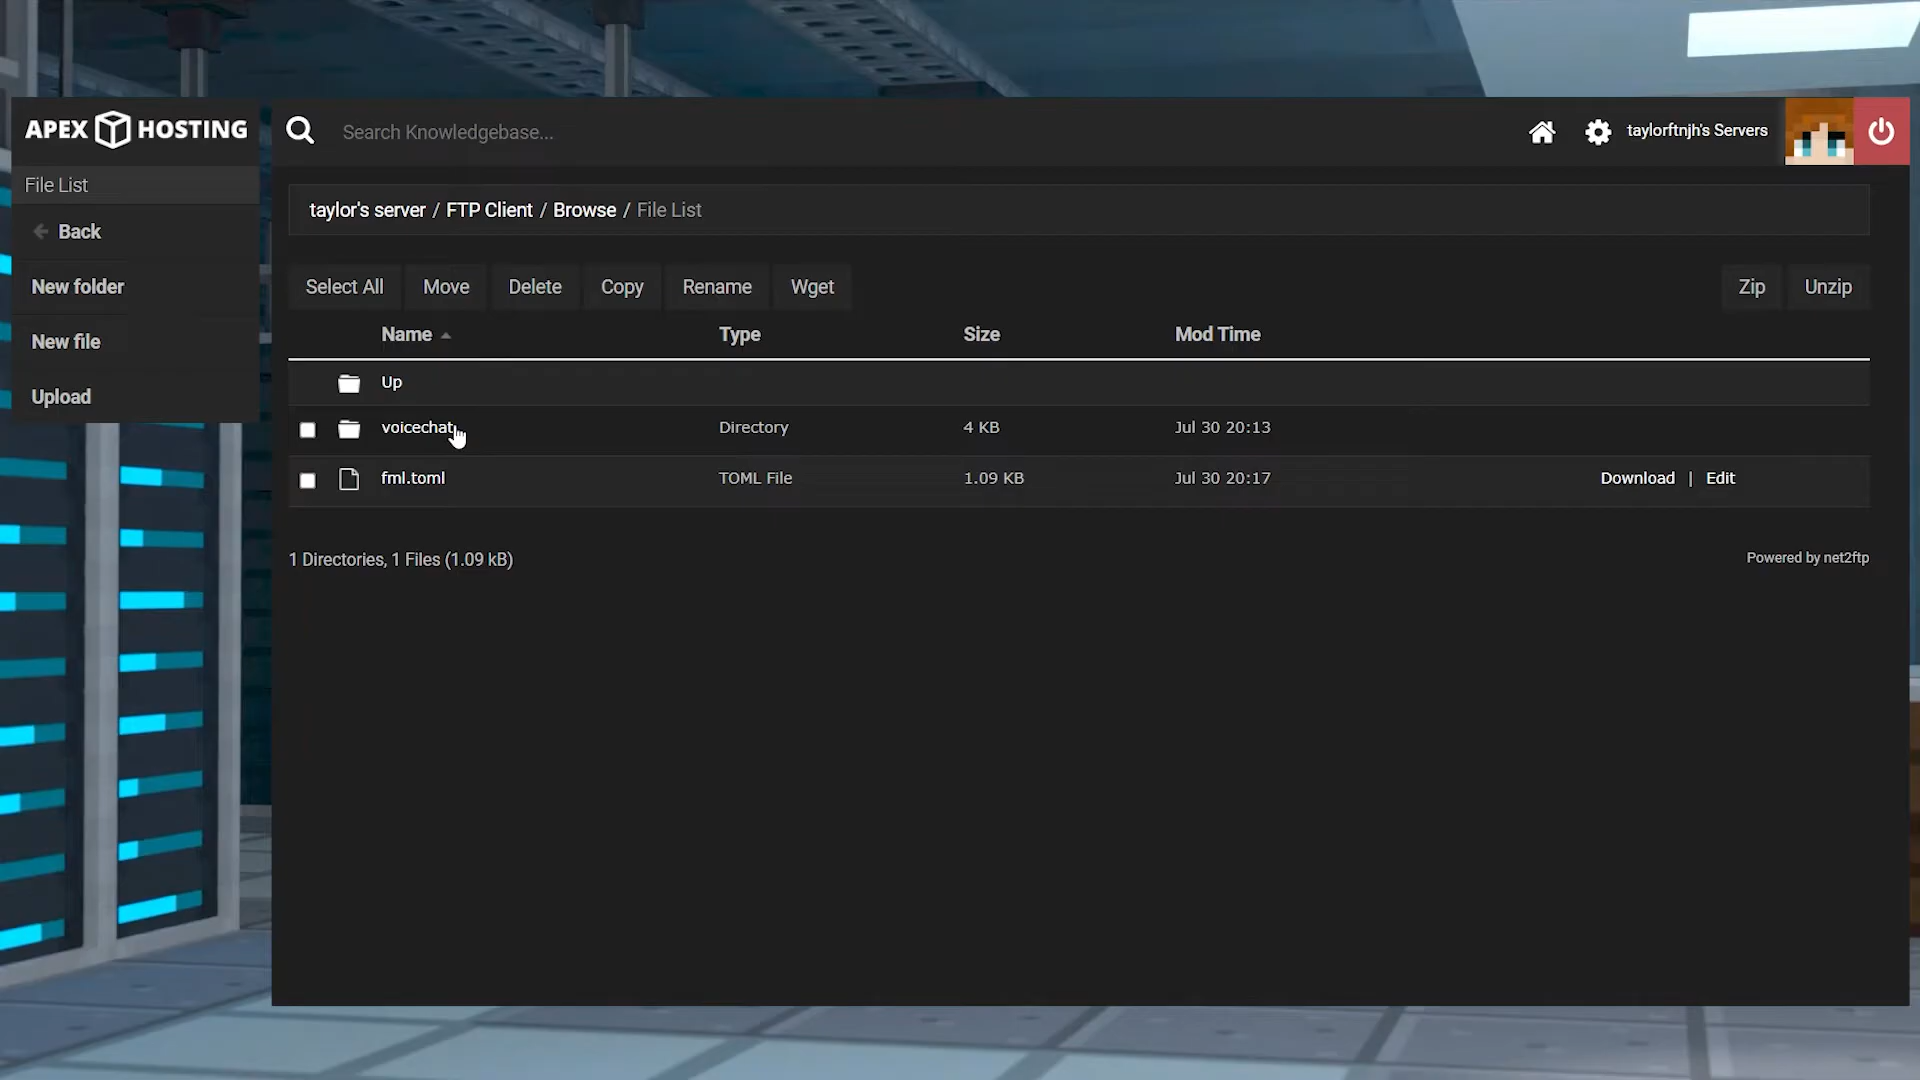 APEX HOSTING
Search Knowledgebase...
taylorftnjh's Servers
File List
Back
New folder
New file
Upload
taylor's server / FTP Client / Browse / File List
Select All Move Delete Copy Rename Wget Zip Unzip
Name Type Size Mod Time
Up
voicechat Directory 4 KB Jul 30 20:13
fml.toml TOML File 1.09 KB Jul 30 20:17 Download | Edit
1 Directories, 1 Files (1.09 kB)
Powered by net2ftp